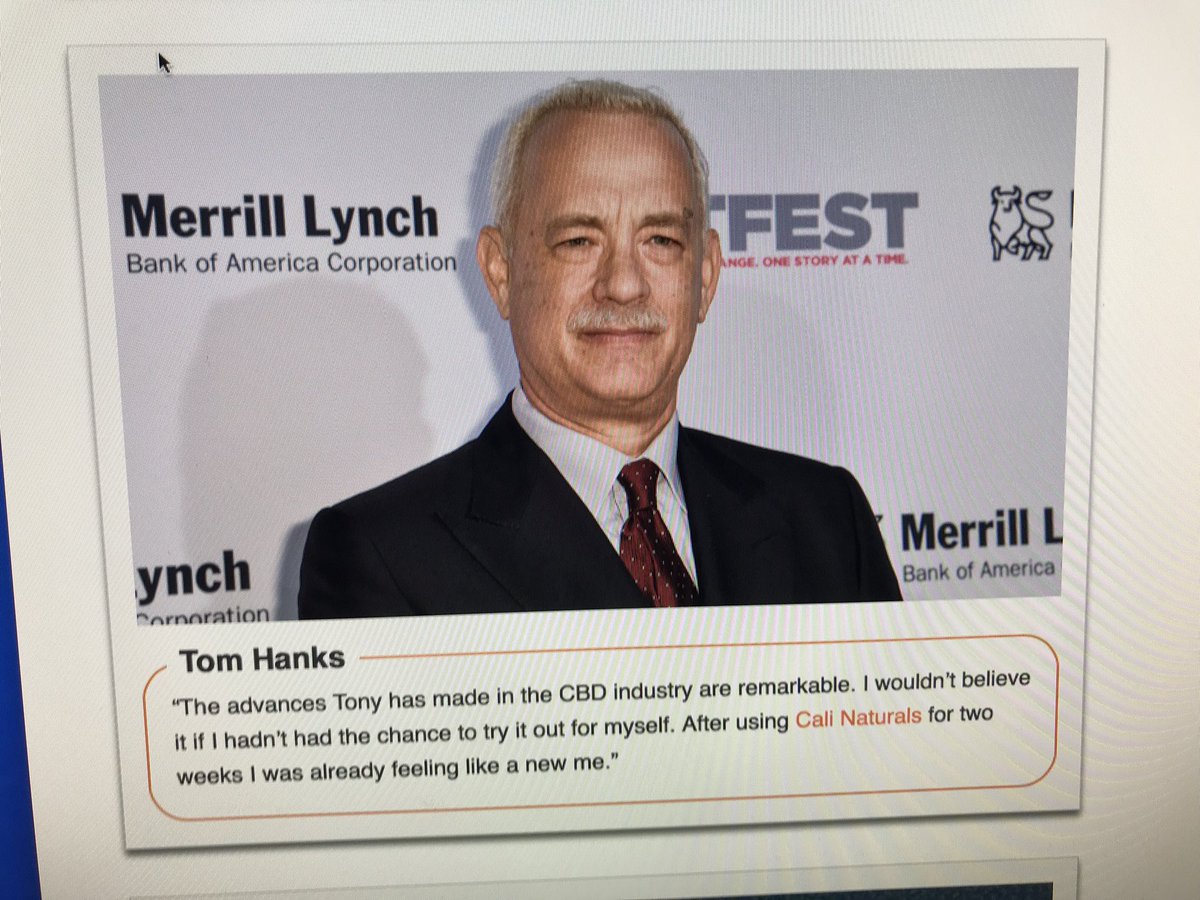 Merrill Lynch
Bank of America Corporation
TFEST
ANGE. ONE STORY AT A TIME.
ynch
Corporation
Merrill L
Bank of America
Tom Hanks
“The advances Tony has made in the CBD industry are remarkable. I wouldn’t believe
it if I hadn’t had the chance to try it out for myself. After using Cali Naturals for two
weeks I was already feeling like a new me.”